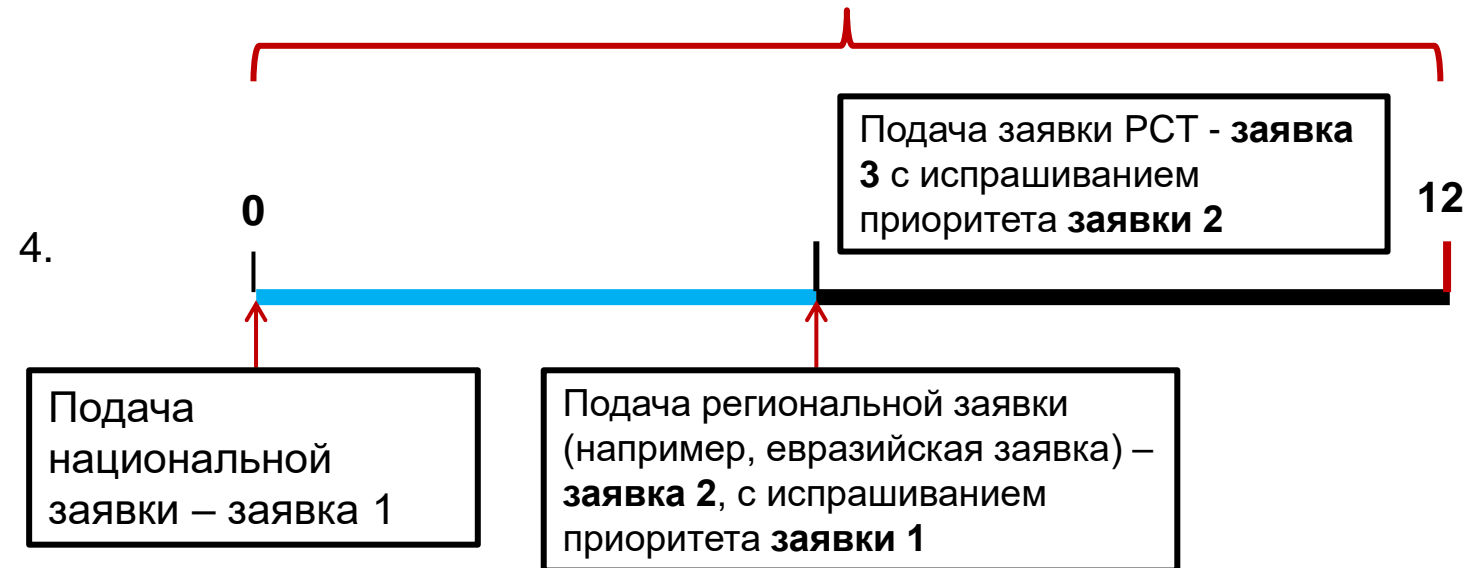 Подача заявки РСТ - заявка
3 с испрашиванием
приоритета заявки 2
0
12
4.
Подача
национальной
заявки – заявка 1
Подача региональной заявки
(например, евразийская заявка) –
заявка 2, с испрашиванием
приоритета заявки 1